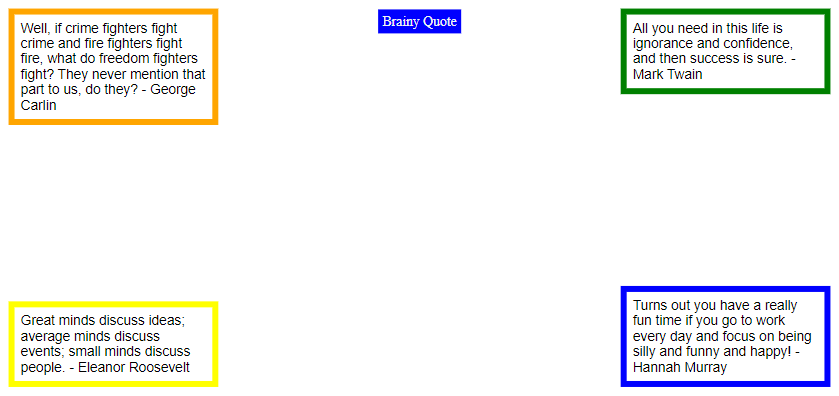 Well, if crime fighters fight
crime and fire fighters fight
fire, what do freedom fighters
fight? They never mention that
part to us, do they? - George
Carlin
Brainy Quote
All you need in this life is
ignorance and confidence,
and then success is sure. -
Mark Twain
Great minds discuss ideas;
average minds discuss
events; small minds discuss
people. - Eleanor Roosevelt
Turns out you have a really
fun time if you go to work
every day and focus on being
silly and funny and happy! -
Hannah Murray